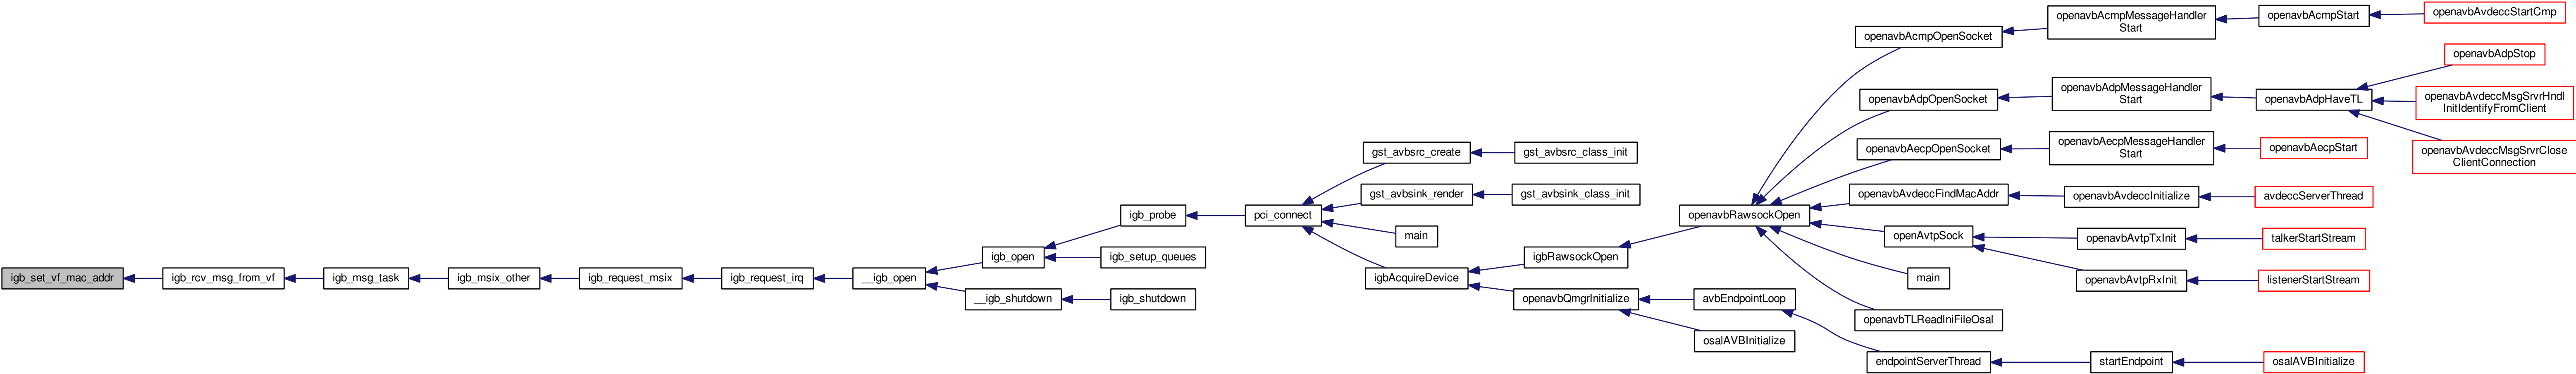 igb_set_vf_mac_addr
igb_rcv_msg_from_vf
igb_msg_task
igb_msix_other
igb_request_msix
igb_request_irq
__igb_open
igb_open
__igb_shutdown
igb_probe
igb_setup_queues
igb_shutdown
pci_connect
gst_avbsrc_create
gst_avbsink_render
main
igbAcquireDevice
gst_avbsrc_class_init
gst_avbsink_class_init
igbRawsockOpen
openavbQmgrInitialize
openavbRawsockOpen
avbEndpointLoop
osalAVBInitialize
openavbAcmpOpenSocket
openavbAdpOpenSocket
openavbAecpOpenSocket
openavbAvdeccFindMacAddr
openAvtpSock
main
openavbTLReadIniFileOsal
endpointServerThread
openavbAcmpMessageHandler
Start
openavbAdpMessageHandler
Start
openavbAecpMessageHandler
Start
openavbAvdeccInitialize
openavbAvtpTxInit
openavbAvtpRxInit
startEndpoint
openavbAcmpStart
openavbAdpHaveTL
openavbAecpStart
avdeccServerThread
talkerStartStream
listenerStartStream
osalAVBInitialize
openavbAvdeccStartCmp
openavbAdpStop
openavbAvdeccMsgSrvrHndl
InitIdentifyFromClient
openavbAvdeccMsgSrvrClose
ClientConnection